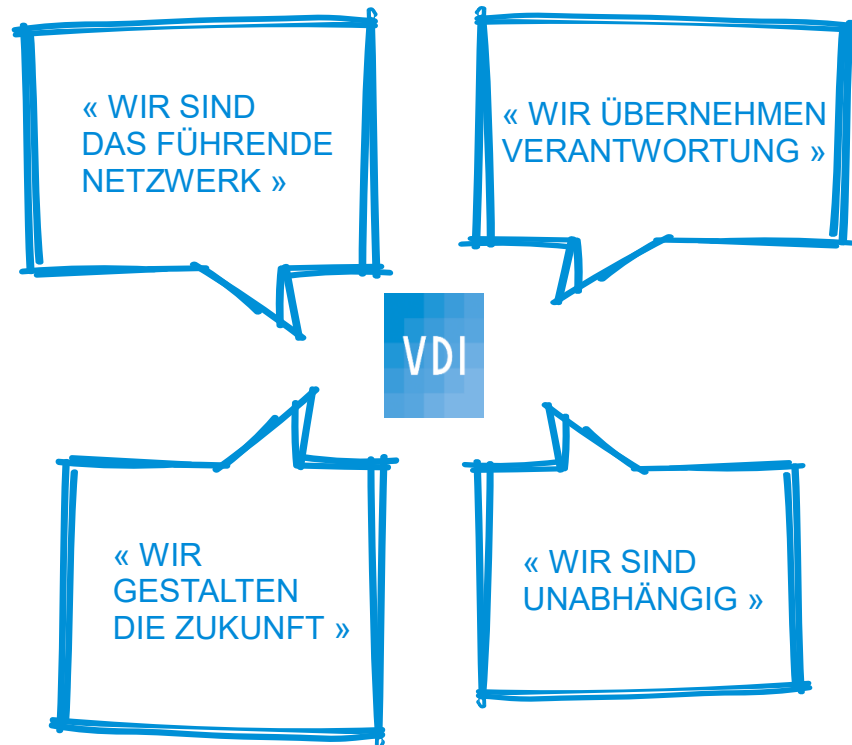 « WIR SIND
DAS FÜHRENDE
NETZWERK »
« WIR ÜBERNEHMEN
VERANTWORTUNG »
VDI
« WIR
GESTALTEN
DIE ZUKUNFT »
« WIR SIND
UNABHÄNGIG »